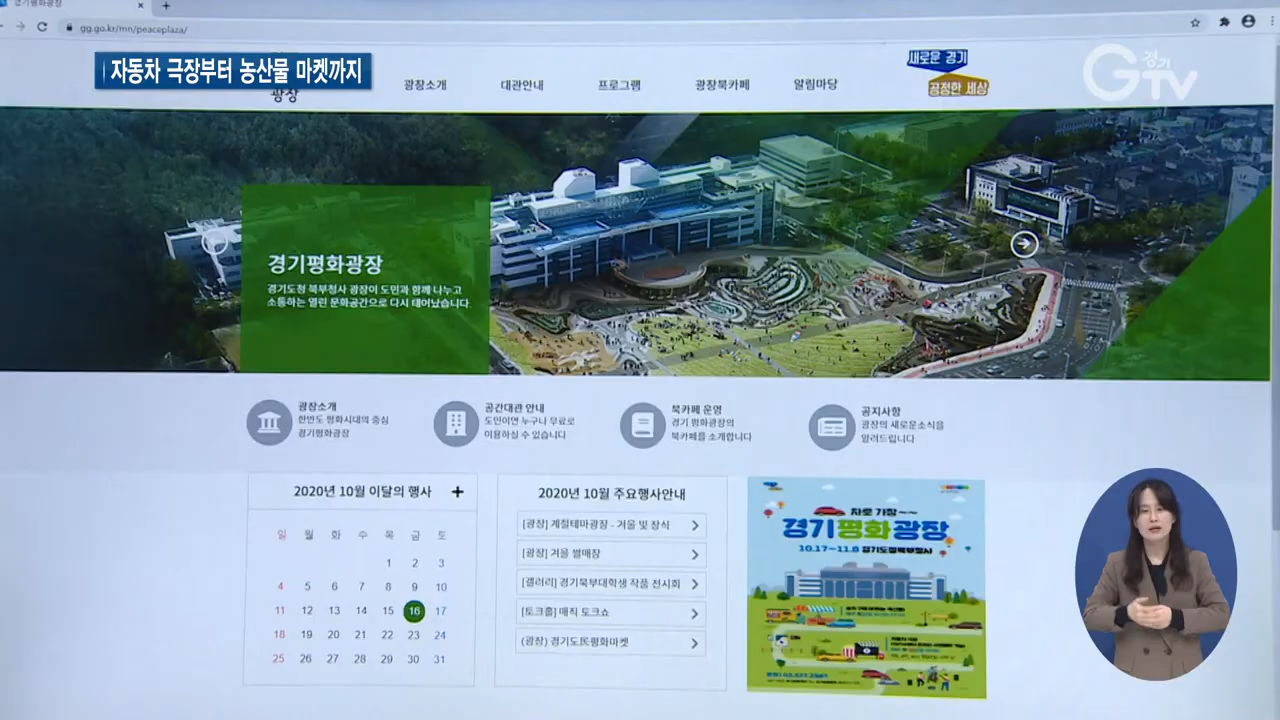 경기평화광장
gg.go.kr/mn/peaceplaza/
자동차 극장부터 농산물 마켓까지
광장
광장소개
대관안내
프로그램
광장북카페
알림마당
새로운 경기
공정한 세상
경기
GTV
경기평화광장
경기도청 북부청사 광장이 도민과 함께 나누고
소통하는 열린 문화공간으로 다시 태어났습니다.
광장소개
한반도 평화시대의 중심
경기평화광장
공간대관 안내
도민이면 누구나 무료로
이용하실 수 있습니다
북카페 운영
경기 평화광장의
북카페를 소개합니다
공지사항
광장의 새로운소식을
알려드립니다
2020년 10월 이달의 행사 +
일 월 화 수 목 금 토
1 2 3
4 5 6 7 8 9 10
11 12 13 14 15 16 17
18 19 20 21 22 23 24
25 26 27 28 29 30 31
2020년 10월 주요행사안내
[광장] 계절테마광장 - 겨울 빛 장식
[광장] 겨울 썰매장
[갤러리] 경기북부대학생 작품 전시회
[토크홀] 매직 토크쇼
(광장) 경기도民평화마켓
차로 가장~~
경기평화광장
10.17~11.8 경기도청북부청사